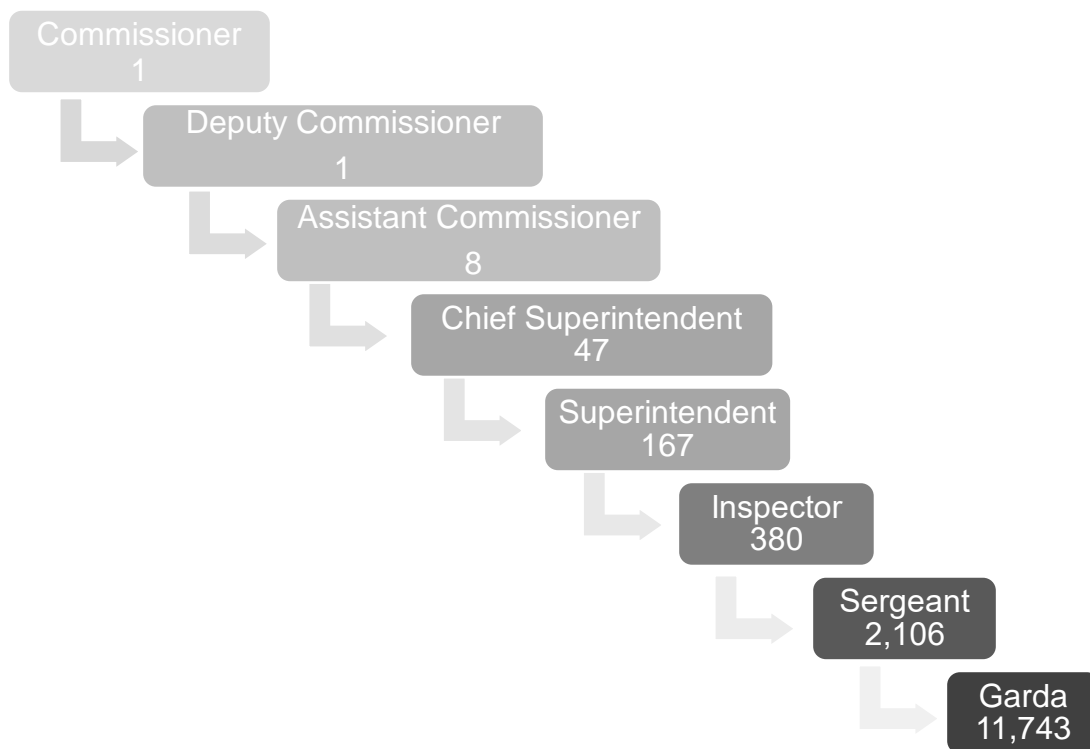 Commissioner
1
Deputy Commissioner
1
Assistant Commissioner
8
Chief Superintendent
47
Superintendent
167
Inspector
380
Sergeant
2,106
Garda
11,743